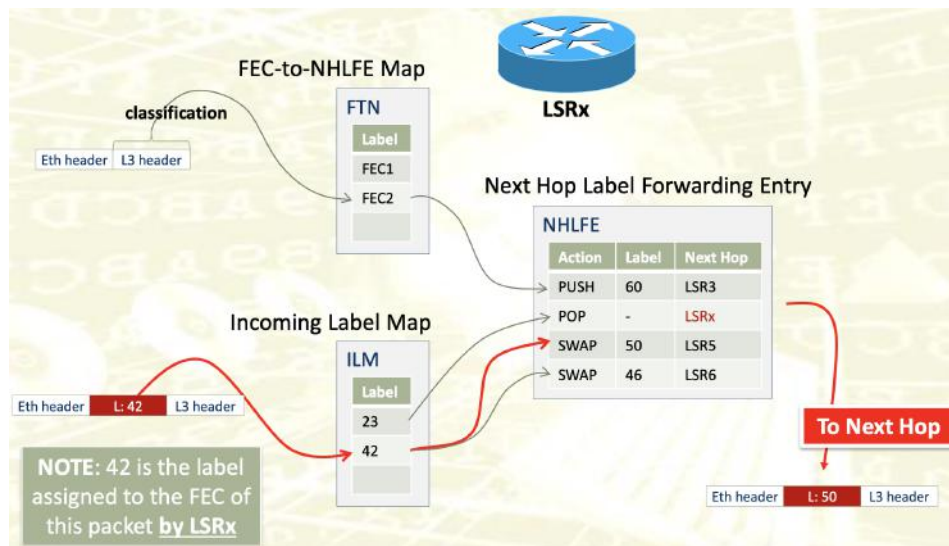 LSRx
FEC-to-NHLFE Map
FTN
Label
FEC1
FEC2
classification
Eth header L3 header
Next Hop Label Forwarding Entry
NHLFE
Action Label Next Hop
PUSH 60 LSR3
POP - LSRx
SWAP 50 LSR5
SWAP 46 LSR6
Incoming Label Map
ILM
Label
23
42
Eth header L: 42 L3 header
NOTE: 42 is the label
assigned to the FEC of
this packet by LSRx
To Next Hop
Eth header L: 50 L3 header